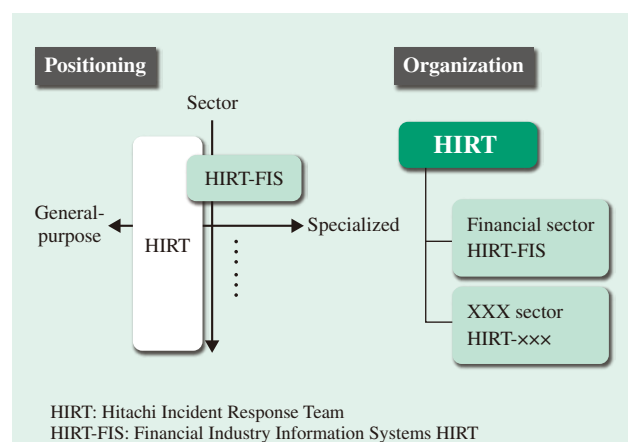 Positioning
Organization
Sector
HIRT-FIS
General-
purpose
HIRT
Specialized
HIRT
Financial sector
HIRT-FIS
XXX sector
HIRT-×××
HIRT: Hitachi Incident Response Team
HIRT-FIS: Financial Industry Information Systems HIRT